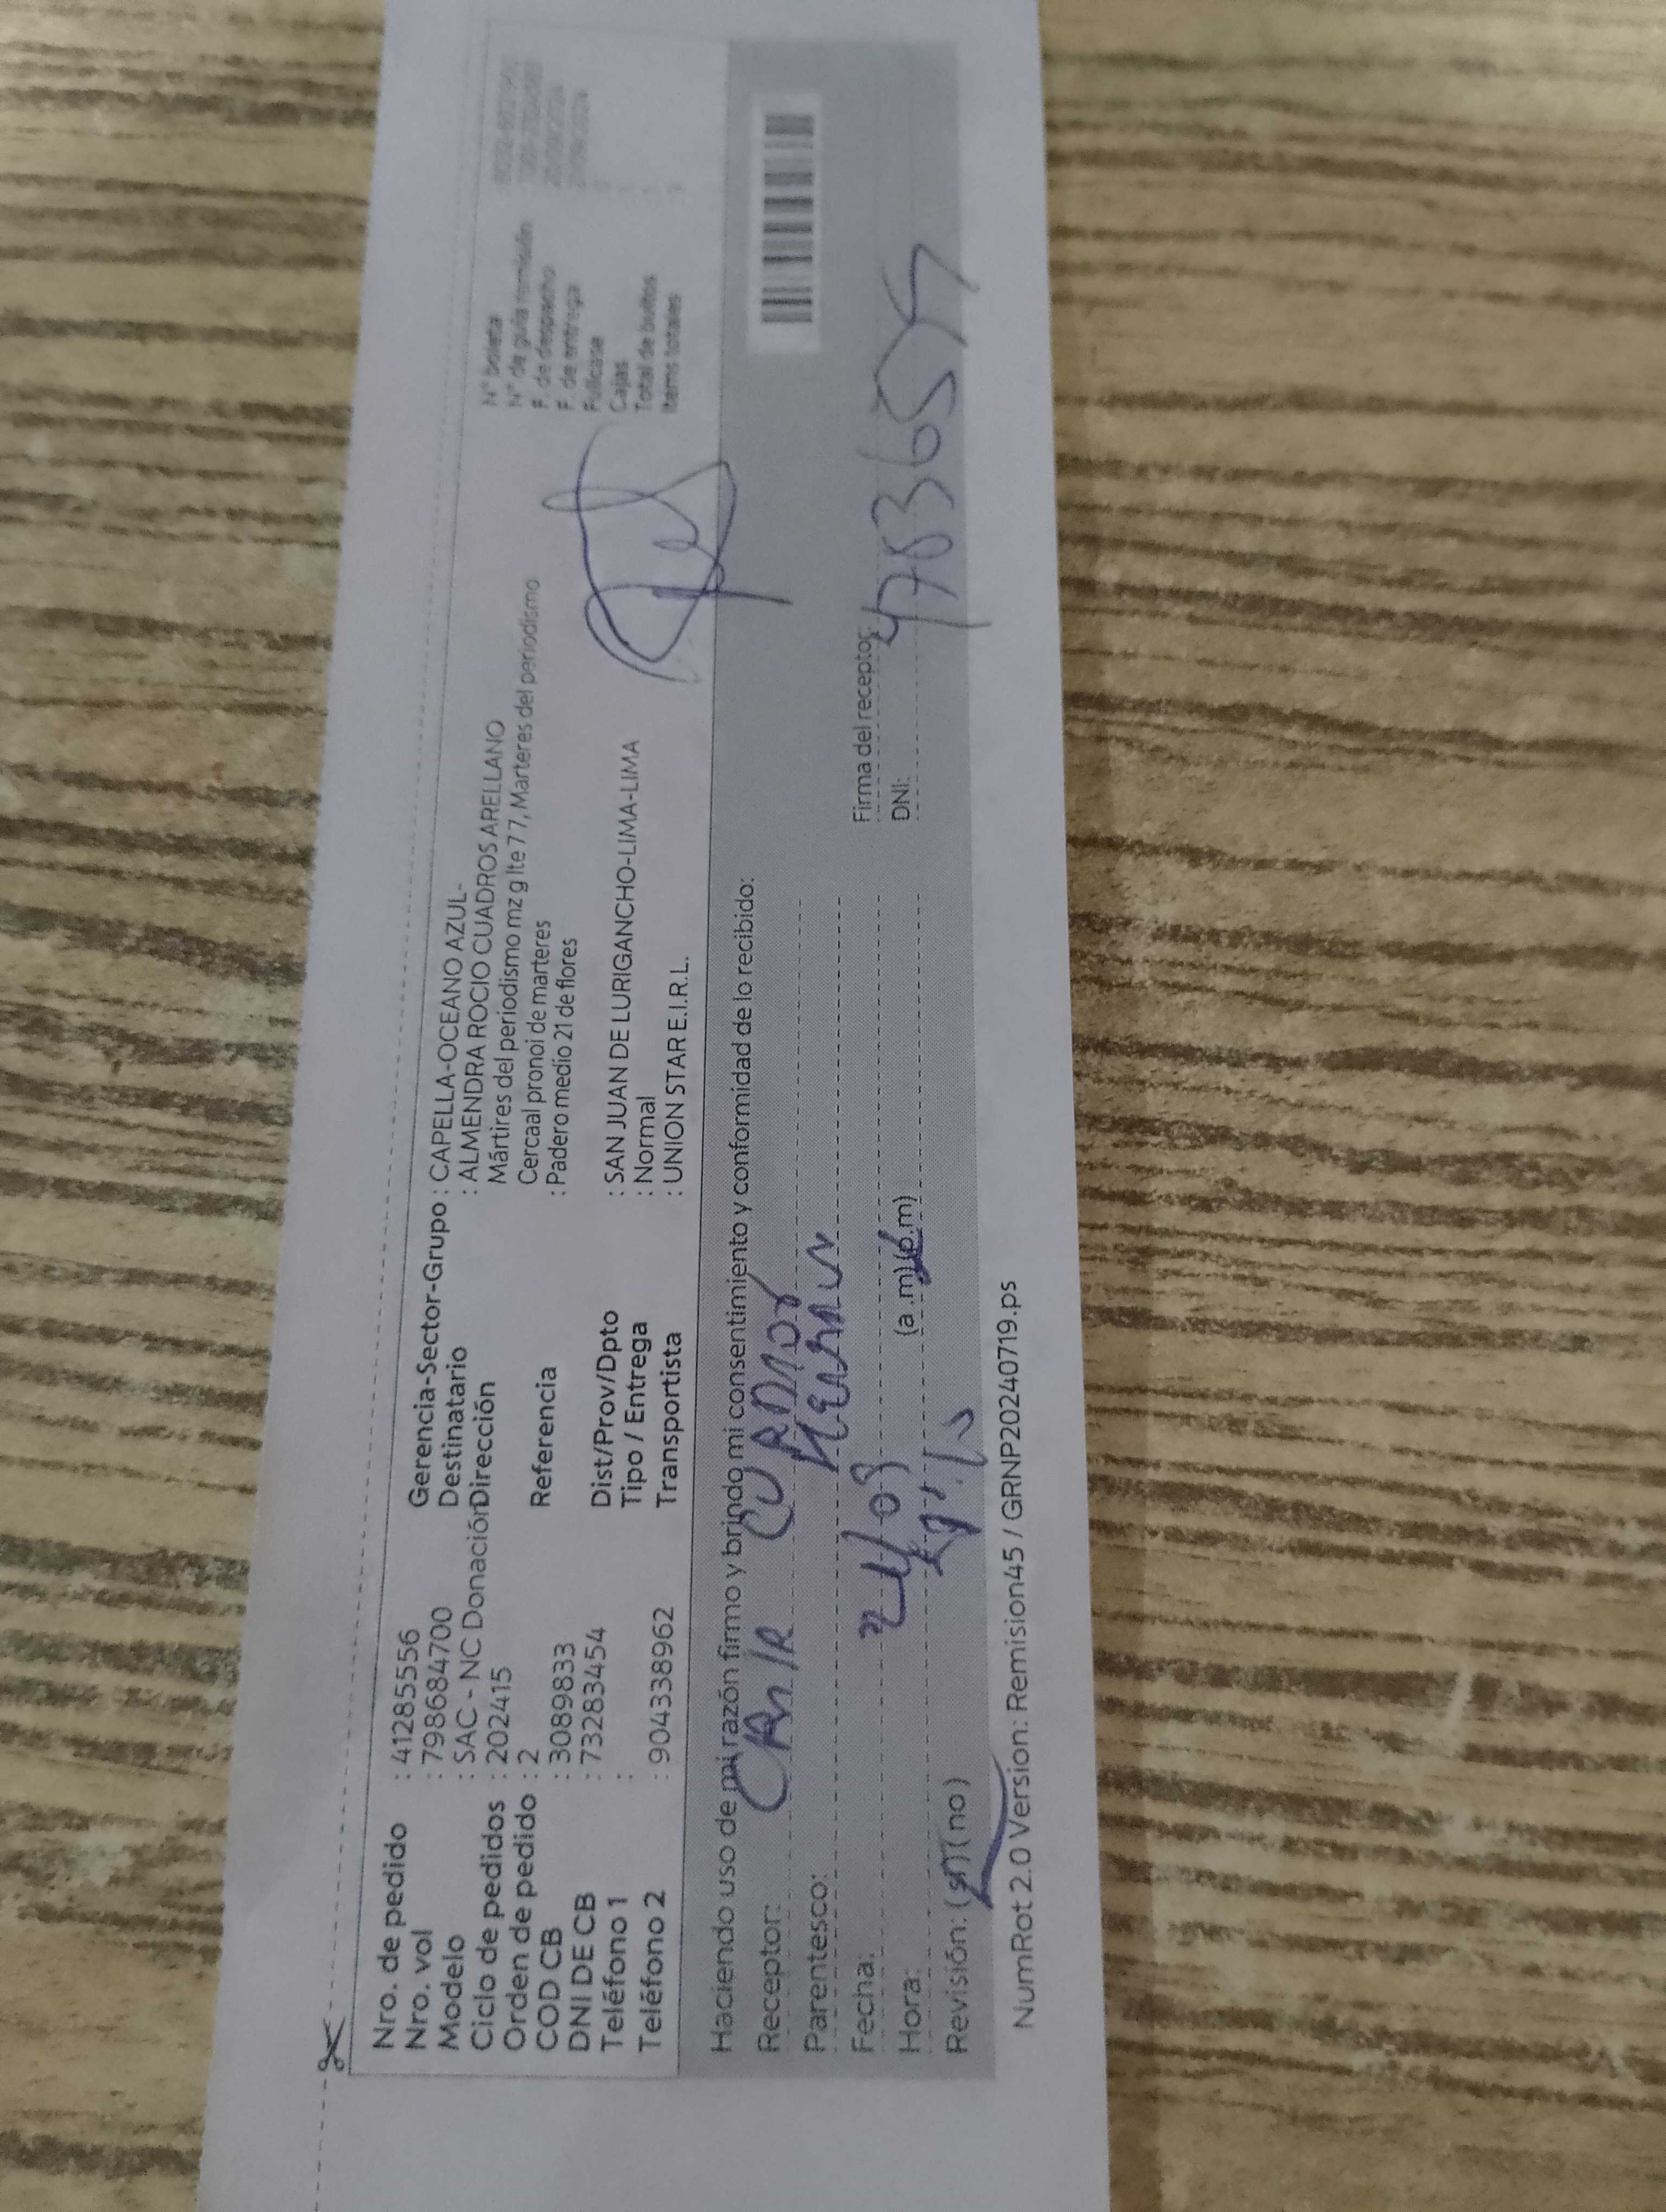 Nro. de pedido : 41285556
Nro. vol : 798684700
Modelo : SAC - NC Donación
Ciclo de pedidos : 202415
Orden de pedido : 2
COD CB : 3089833
DNI DE CB : 73283454
Teléfono 1 :
Teléfono 2 : 904338962
Gerencia-Sector-Grupo : CAPELLA-OCEANO AZUL-
Destinatario : ALMENDRA ROCIO CUADROS ARELLANO
Dirección Mártires del periodismo mz g lte 7 7, Marteres del periodismo
Cercaal pronoi de marteres
Referencia : Padero medio 21 de flores
Dist/Prov/Dpto : SAN JUAN DE LURIGANCHO-LIMA-LIMA
Tipo / Entrega : Normal
Transportista : UNION STAR E.I.R.L.
N° boleta
N° de guía remisión
F. de despacho
F. de entrega
Fullcase
Cajas
Total de bultos
Items totales
Haciendo uso de mi razón firmo y brindo mi consentimiento y conformidad de lo recibido:
Receptor:
Parentesco:
Fecha:
Hora: (a.m) (p.m)
Revisión: (si) (no)
Firma del receptor:
DNI:
NumRot 2.0 Version: Remision45 / GRNP20240719.ps